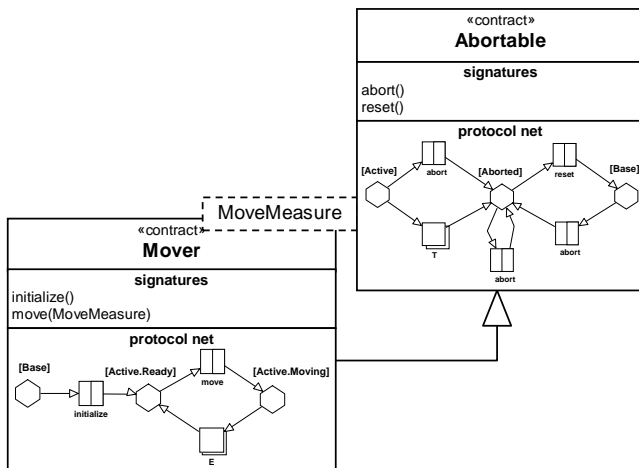 «contract»
Abortable
signatures
abort()
reset()
protocol net
[Active]
abort
[Aborted]
reset
[Base]
T
abort
abort
MoveMeasure
«contract»
Mover
signatures
initialize()
move(MoveMeasure)
protocol net
[Base]
[Active.Ready]
[Active.Moving]
move
initialize
E